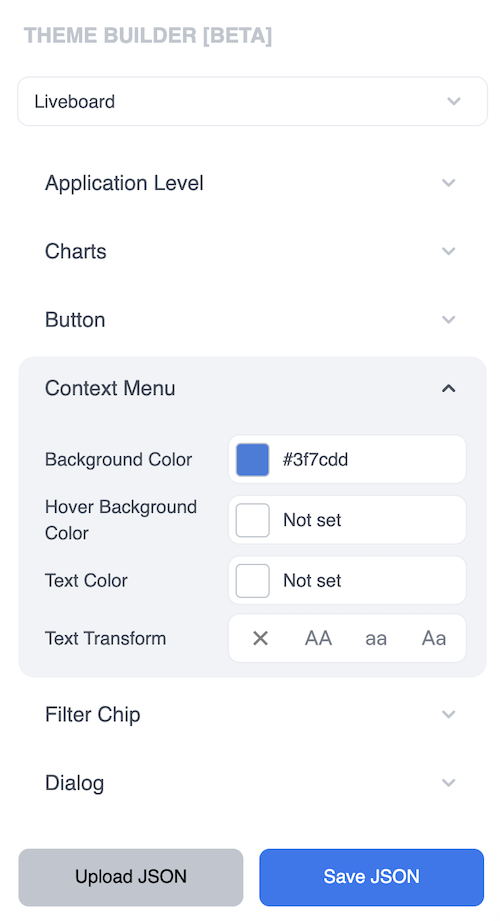 THEME BUILDER [BETA]
Liveboard
Application Level
Charts
Button
Context Menu
Background Color
#3f7cdd
Hover Background
Color
Not set
Text Color
Not set
Text Transform
AA
aa
Aa
Filter Chip
Dialog
Upload JSON
Save JSON